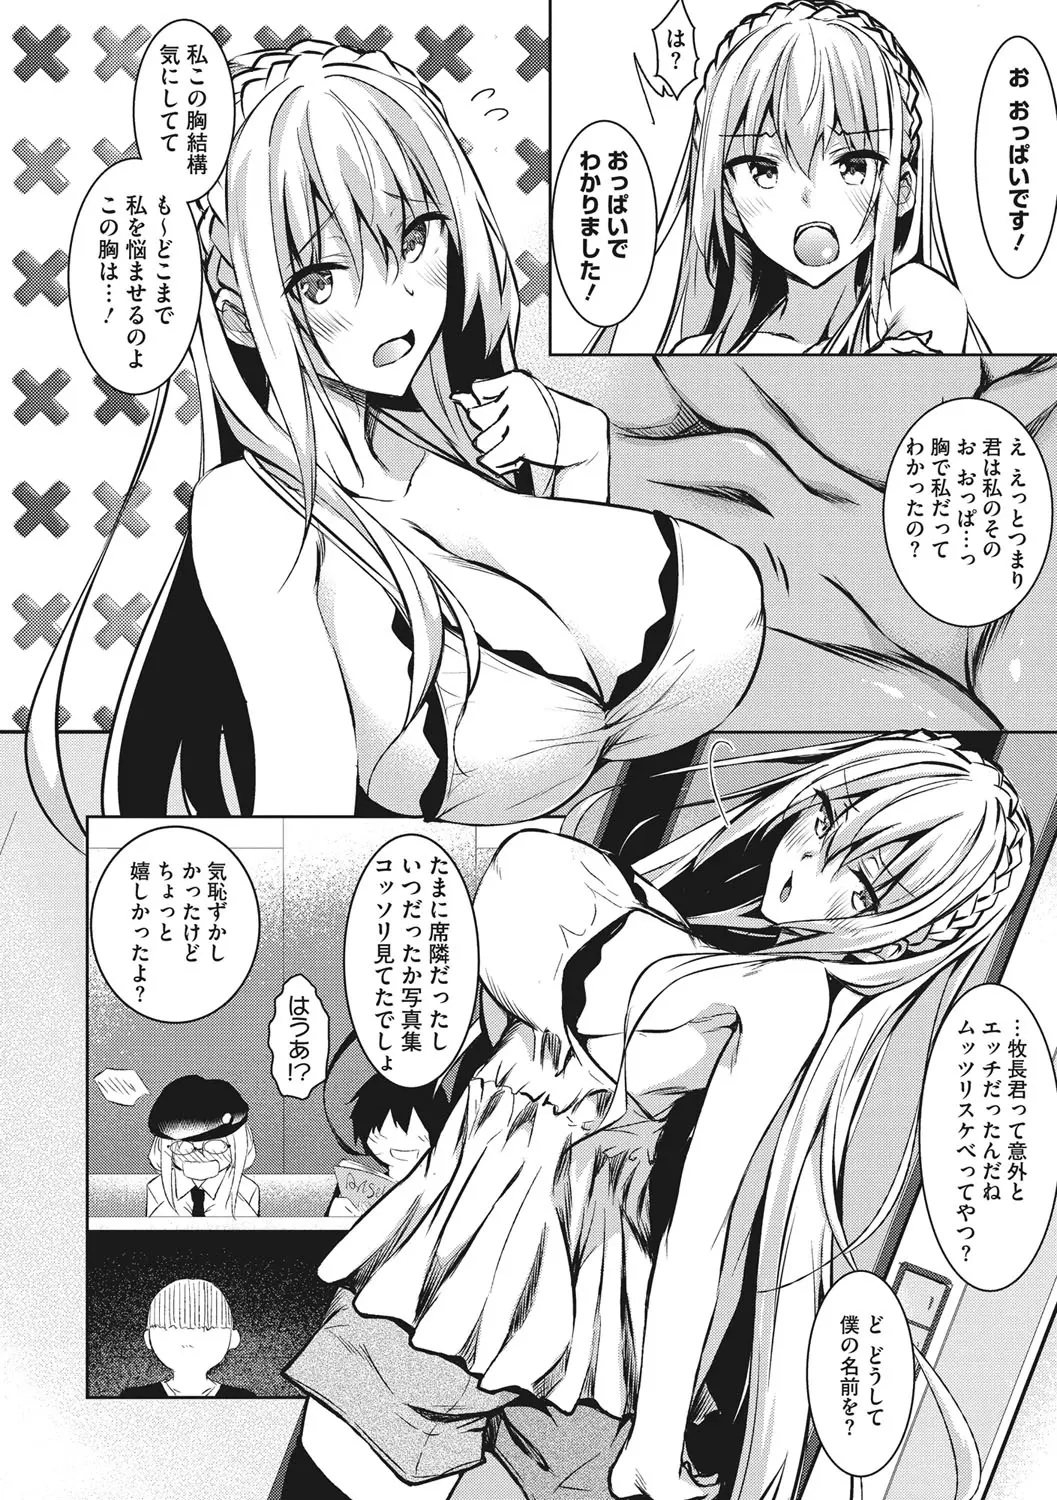 お おっぱいです!
は?
おっぱいで
わかりました!
え えっとつまり
君は私のその
お おっぱ…っ
胸で私だって
わかったの?
私この胸結構
気にしてて
も〜どこまで
私を悩ませるのよ
この胸は…!
…牧長君って意外と
エッチだったんだね
ムッツリスケベってやつ?
ど どうして
僕の名前を?
たまに席隣だったし
いつだったか写真集
コッソリ見てたでしょ
はうあ!?
気恥ずかし
かったけど
ちょっと
嬉しかったよ?